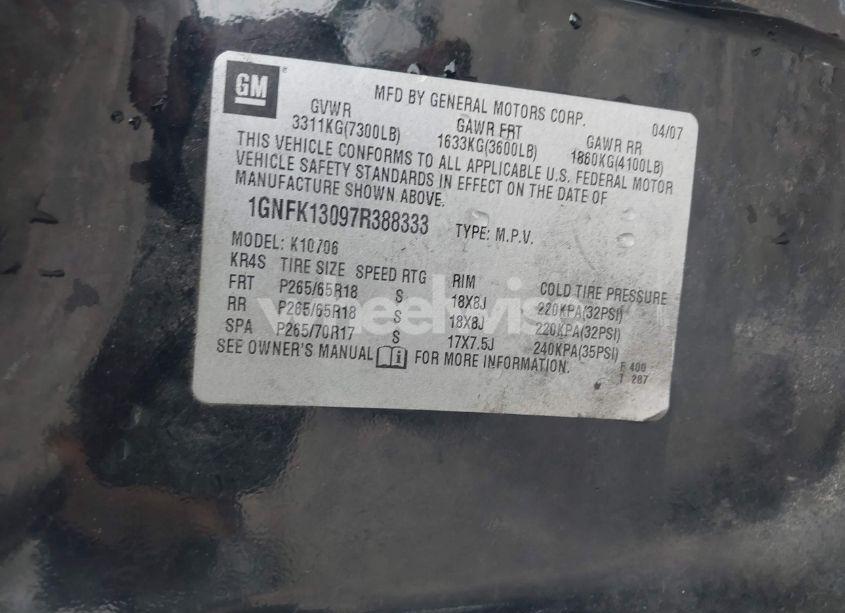 GM ®
MFD BY GENERAL MOTORS CORP. 04/07
GVWR GAWR FRT GAWR RR
3311KG(7300LB) 1633KG(3600LB) 1860KG(4100LB)
THIS VEHICLE CONFORMS TO ALL APPLICABLE U.S. FEDERAL MOTOR
VEHICLE SAFETY STANDARDS IN EFFECT ON THE DATE OF
MANUFACTURE SHOWN ABOVE.
1GNFK13097R388333 TYPE: M.P.V.
MODEL: K10706
KR4S TIRE SIZE SPEED RTG RIM COLD TIRE PRESSURE
FRT P265/65R18 S 18X8J 220KPA(32PSI)
RR P265/65R18 S 18X8J 220KPA(32PSI)
SPA P265/70R17 S 17X7.5J 240KPA(35PSI)
SEE OWNER'S MANUAL FOR MORE INFORMATION.
F 400
T 287